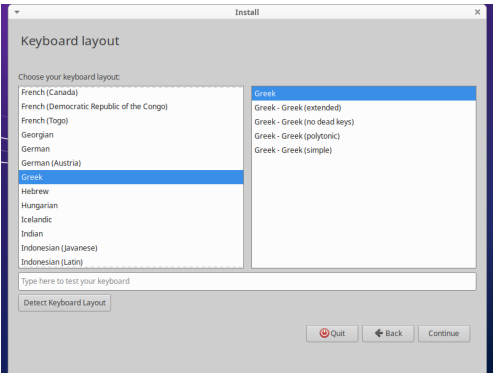 Install
Keyboard layout
Choose your keyboard layout:
French (Canada)
French (Democratic Republic of the Congo)
French (Togo)
Georgian
German
German (Austria)
Greek
Hebrew
Hungarian
Icelandic
Indian
Indonesian (Javanese)
Indonesian (Latin)
Greek
Greek - Greek (extended)
Greek - Greek (no dead keys)
Greek - Greek (polytonic)
Greek - Greek (simple)
Type here to test your keyboard
Detect Keyboard Layout
Quit
Back
Continue